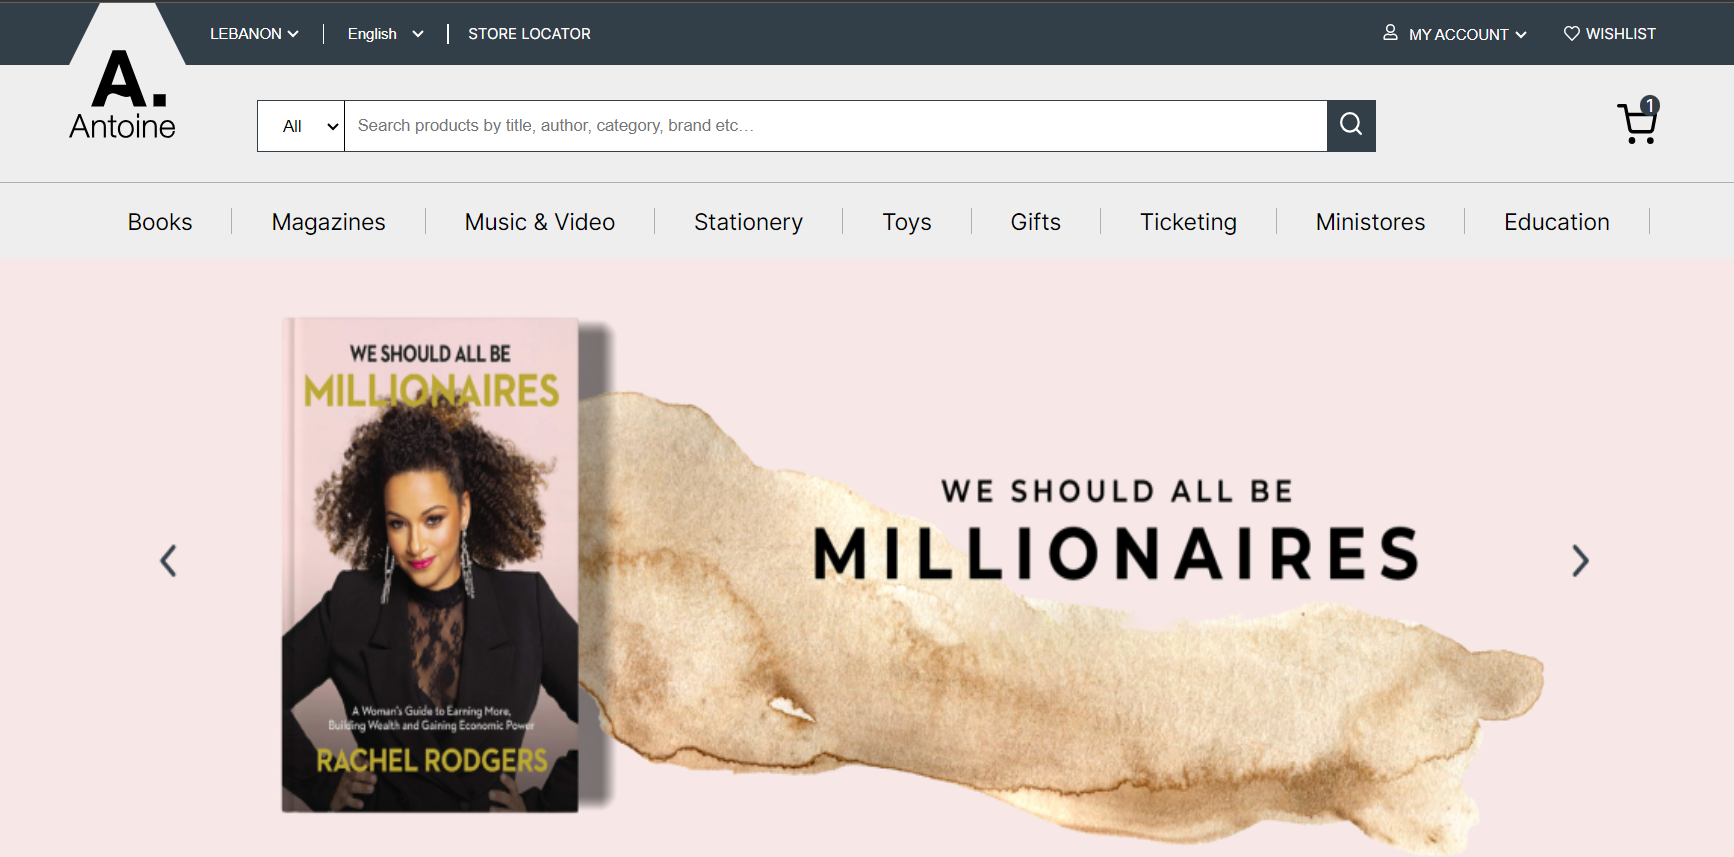 LEBANON
English
STORE LOCATOR
MY ACCOUNT
WISHLIST
A.
Antoine
All
Search products by title, author, category, brand etc...
1
Books
Magazines
Music & Video
Stationery
Toys
Gifts
Ticketing
Ministores
Education
WE SHOULD ALL BE
MILLIONAIRES
A Woman's Guide to Earning More,
Building Wealth and Gaining Economic Power
RACHEL RODGERS
WE SHOULD ALL BE
MILLIONAIRES